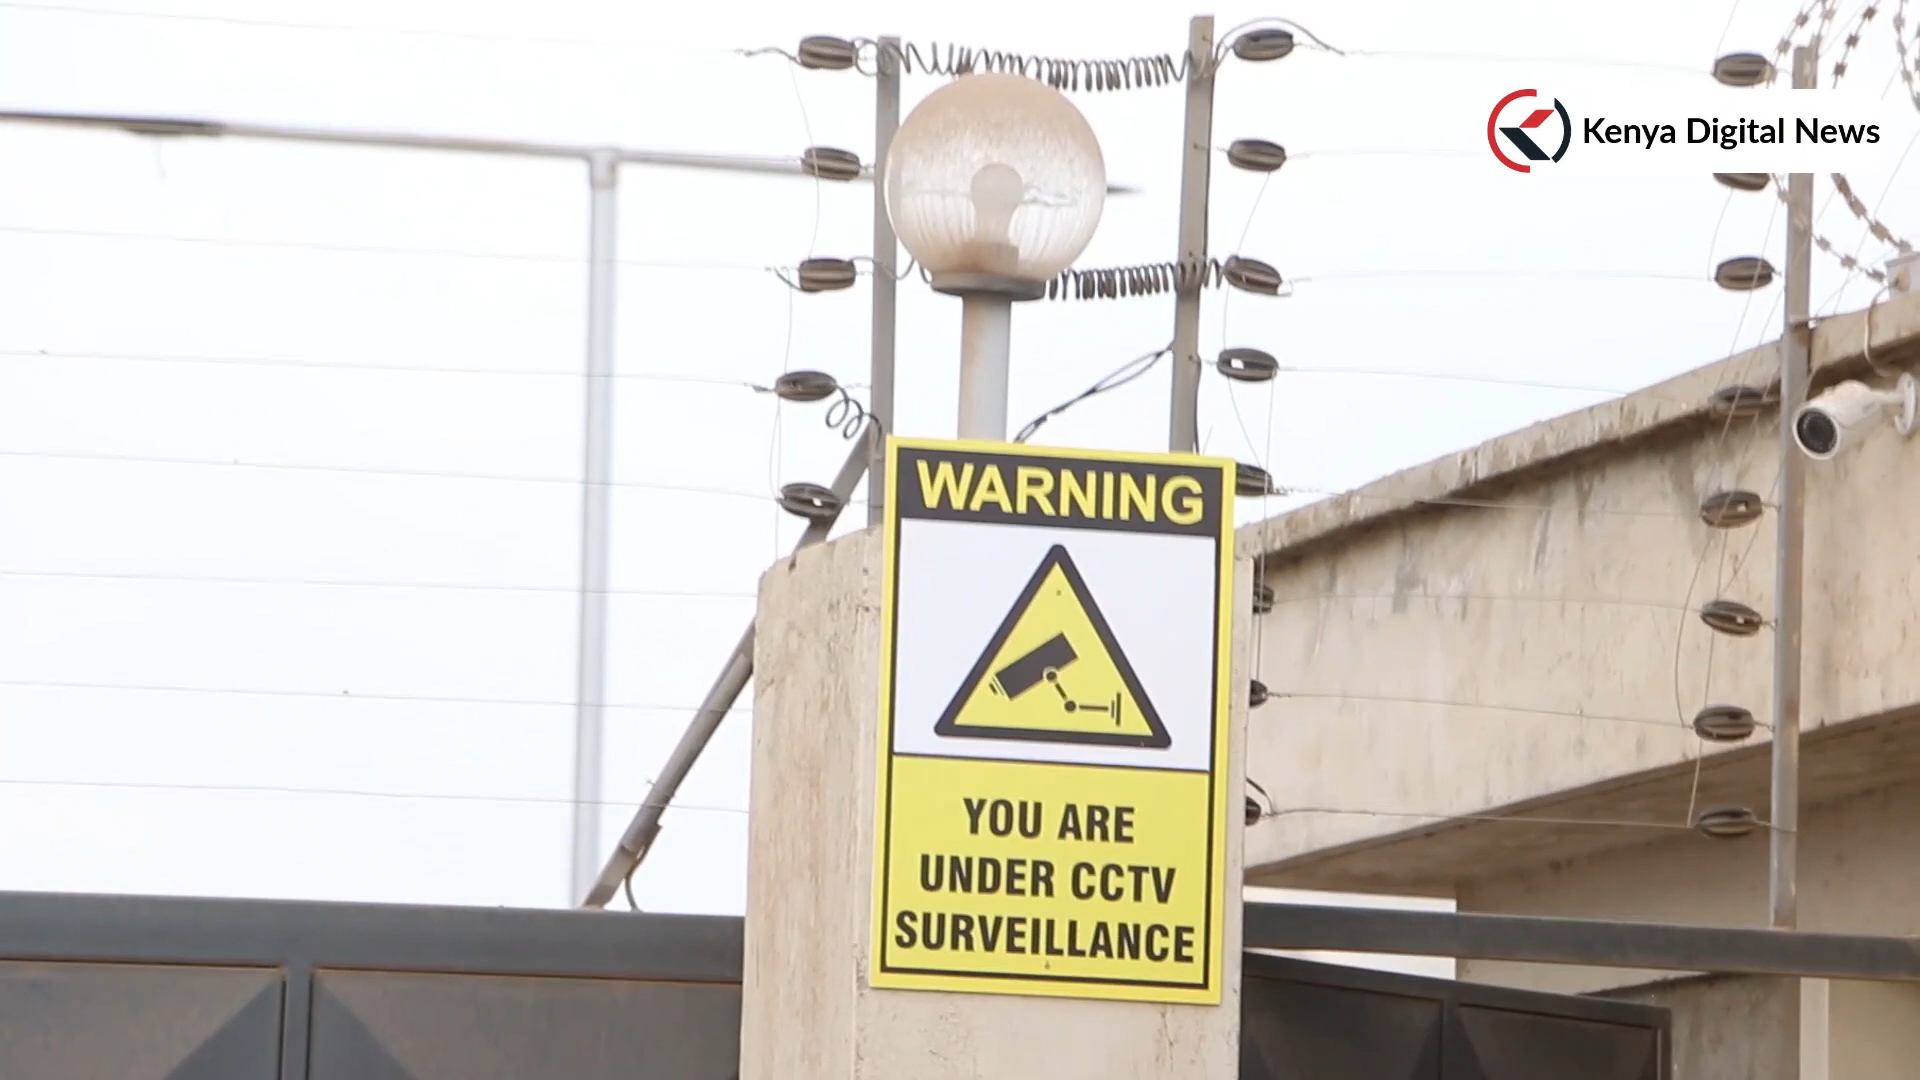 Kenya Digital News
WARNING
YOU ARE
UNDER CCTV
SURVEILLANCE